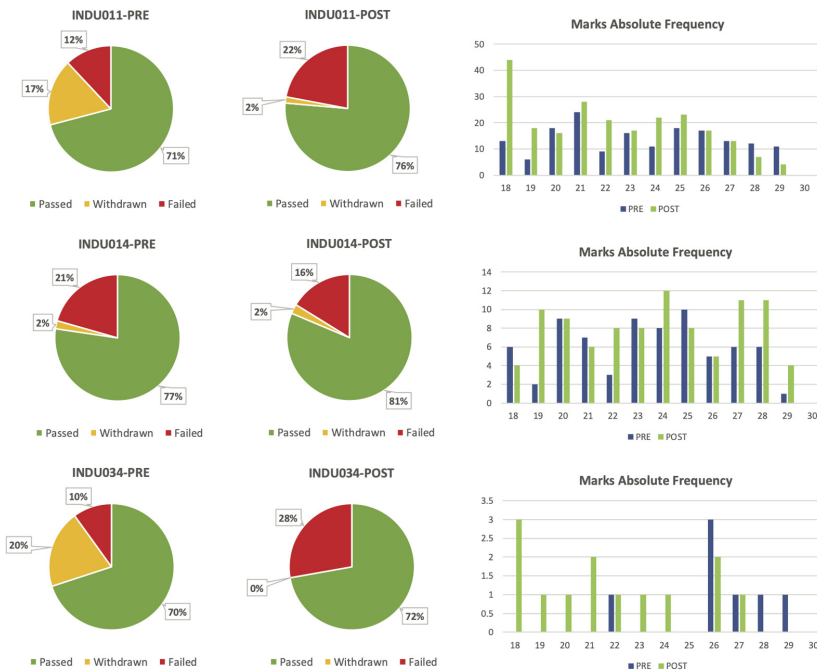 INDU011-PRE
12%
17%
71%
Passed Withdrawn Failed
INDU011-POST
22%
2%
76%
Passed Withdrawn Failed
Marks Absolute Frequency
50
40
30
20
10
0
18 19 20 21 22 23 24 25 26 27 28 29 30
PRE POST
INDU014-PRE
21%
2%
77%
Passed Withdrawn Failed
INDU014-POST
16%
2%
81%
Passed Withdrawn Failed
Marks Absolute Frequency
14
12
10
8
6
4
2
0
18 19 20 21 22 23 24 25 26 27 28 29 30
PRE POST
INDU034-PRE
10%
20%
70%
Passed Withdrawn Failed
INDU034-POST
28%
0%
72%
Passed Withdrawn Failed
Marks Absolute Frequency
3.5
3
2.5
2
1.5
1
0.5
0
18 19 20 21 22 23 24 25 26 27 28 29 30
PRE POST